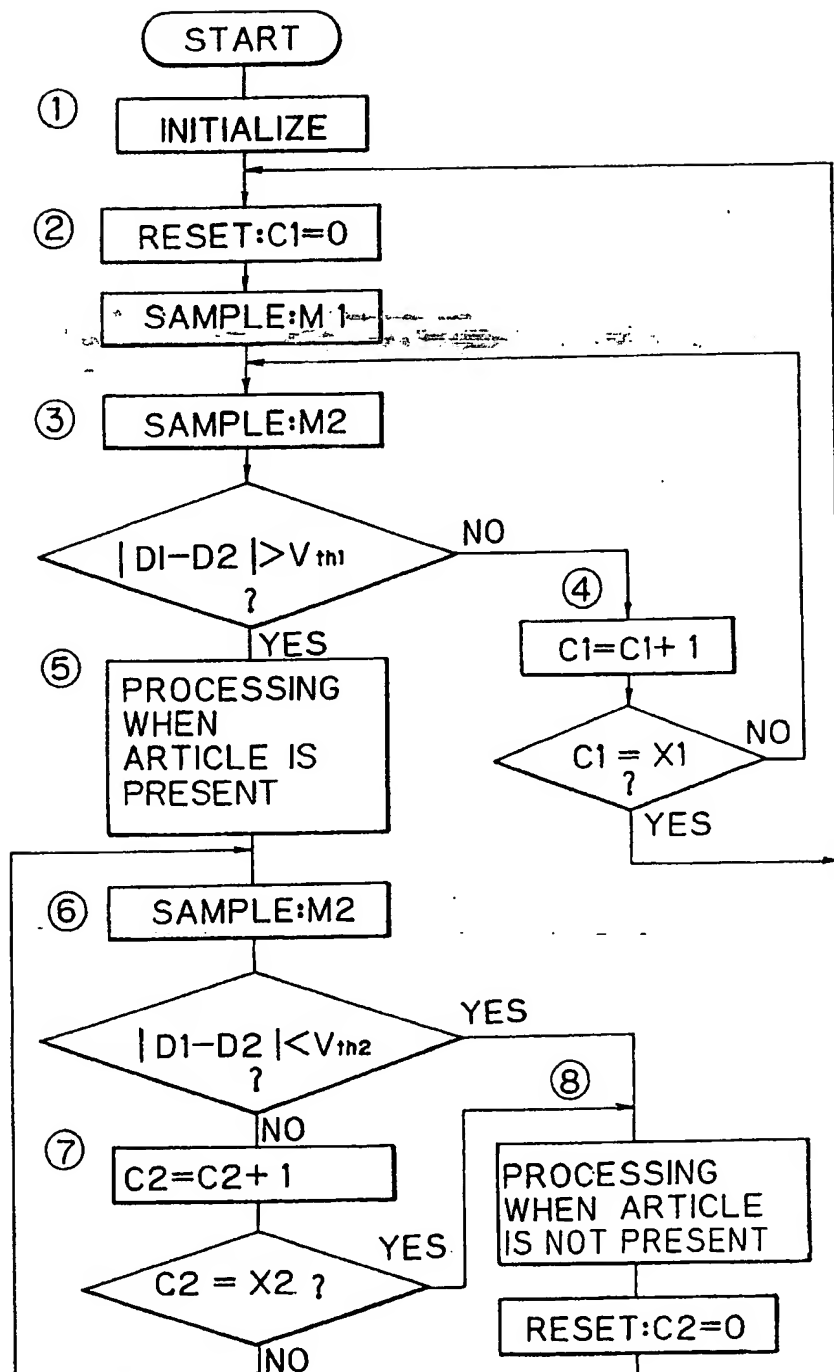 START
①
INITIALIZE
②
RESET:C1=0
SAMPLE:M1
③
SAMPLE:M2
|D1-D2|>Vth1
?
NO
YES
④
C1=C1+1
C1=X1
?
NO
YES
⑤
PROCESSING
WHEN
ARTICLE IS
PRESENT
⑥
SAMPLE:M2
|D1-D2|<Vth2
?
YES
NO
⑦
C2=C2+1
C2=X2 ?
YES
NO
⑧
PROCESSING
WHEN ARTICLE
IS NOT PRESENT
RESET:C2=0